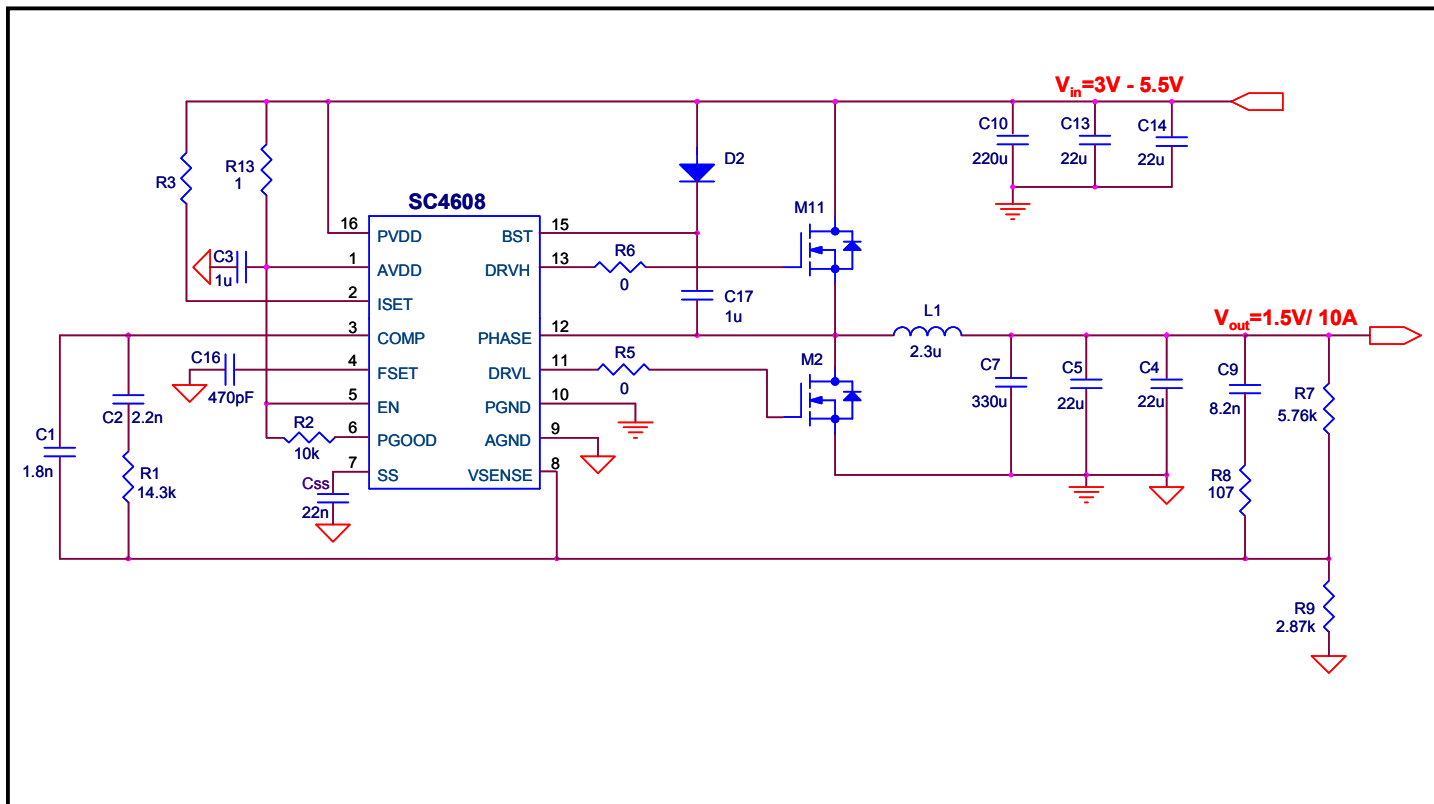 Vin=3V - 5.5V
C10
220u
C13
22u
C14
22u
D2
R3
R13
1
SC4608
M11
16 PVDD BST 15
C3
1u
1 AVDD DRVH 13
R6
0
2 ISET
C17
1u
3 COMP PHASE 12
L1
2.3u
Vout=1.5V/ 10A
C16
470pF
4 FSET DRVL 11
R5
0
M2
C7
330u
C5
22u
C4
22u
C9
8.2n
R7
5.76k
5 EN PGND 10
C2 2.2n
R2
10k
6 PGOOD AGND 9
C1
1.8n
R1
14.3k
7 SS VSENSE 8
Css
22n
R8
107
R9
2.87k